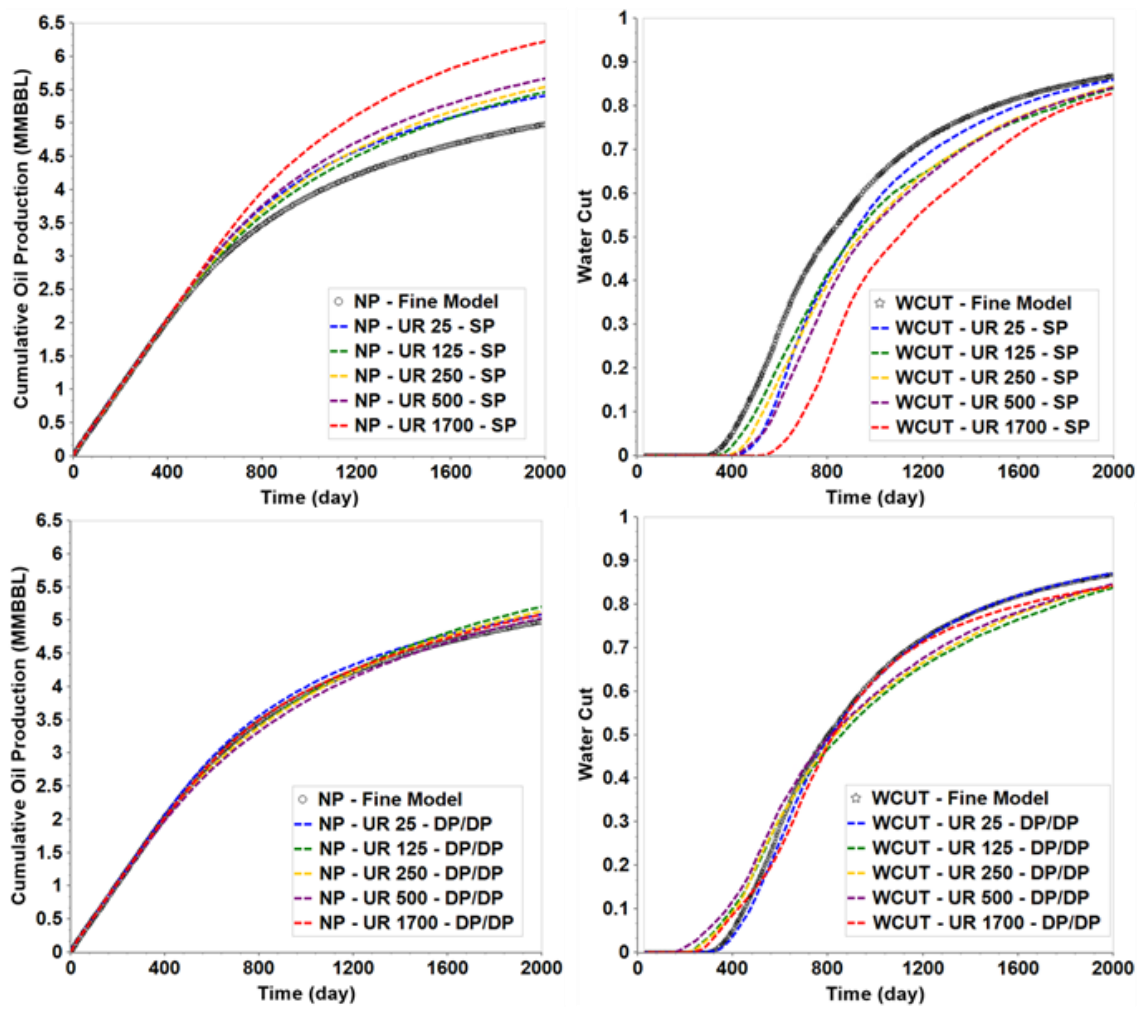 6.5
6
5.5
5
4.5
4
3.5
3
2.5
2
1.5
1
0.5
0
Cumulative Oil Production (MMBBL)
NP - Fine Model
NP - UR 25 - SP
NP - UR 125 - SP
NP - UR 250 - SP
NP - UR 500 - SP
NP - UR 1700 - SP
0 400 800 1200 1600 2000
Time (day)
1
0.9
0.8
0.7
0.6
0.5
0.4
0.3
0.2
0.1
0
Water Cut
WCUT - Fine Model
WCUT - UR 25 - SP
WCUT - UR 125 - SP
WCUT - UR 250 - SP
WCUT - UR 500 - SP
WCUT - UR 1700 - SP
400 800 1200 1600 2000
Time (day)
6.5
6
5.5
5
4.5
4
3.5
3
2.5
2
1.5
1
0.5
0
Cumulative Oil Production (MMBBL)
NP - Fine Model
NP - UR 25 - DP/DP
NP - UR 125 - DP/DP
NP - UR 250 - DP/DP
NP - UR 500 - DP/DP
NP - UR 1700 - DP/DP
0 400 800 1200 1600 2000
Time (day)
1
0.9
0.8
0.7
0.6
0.5
0.4
0.3
0.2
0.1
0
Water Cut
WCUT - Fine Model
WCUT - UR 25 - DP/DP
WCUT - UR 125 - DP/DP
WCUT - UR 250 - DP/DP
WCUT - UR 500 - DP/DP
WCUT - UR 1700 - DP/DP
400 800 1200 1600 2000
Time (day)